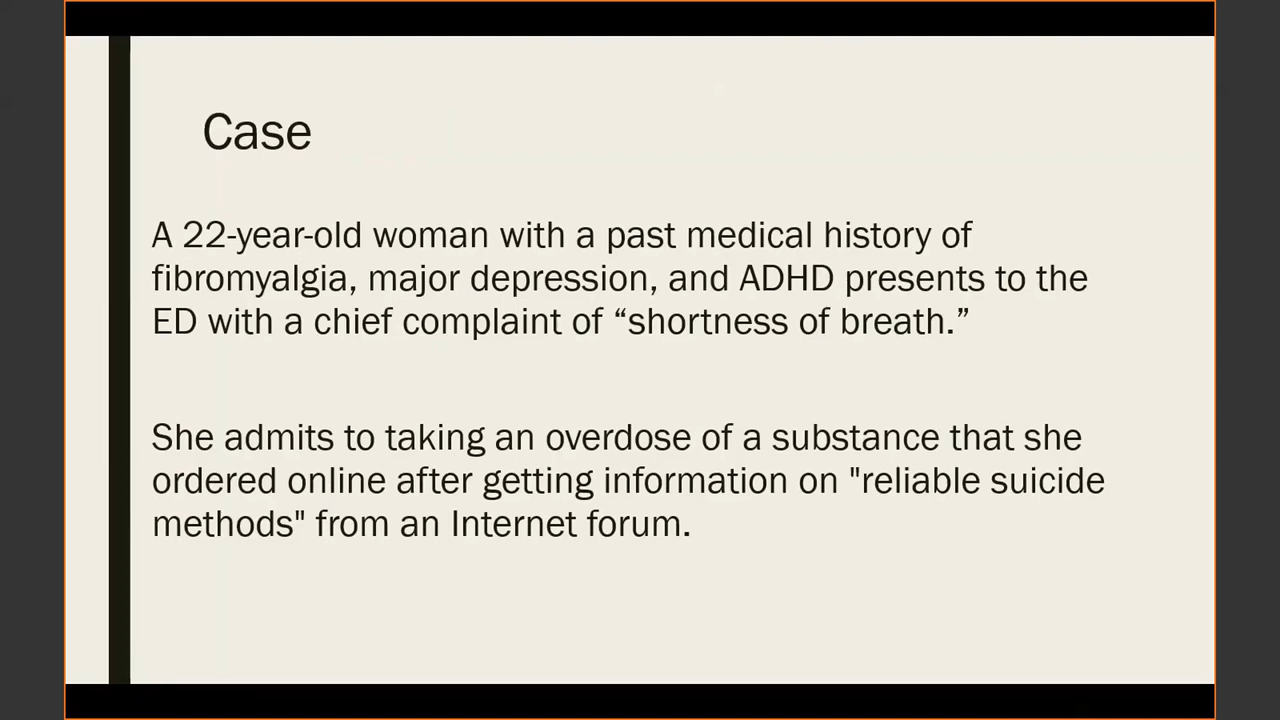 Case
A 22-year-old woman with a past medical history of
fibromyalgia, major depression, and ADHD presents to the
ED with a chief complaint of “shortness of breath.”
She admits to taking an overdose of a substance that she
ordered online after getting information on "reliable suicide
methods" from an Internet forum.